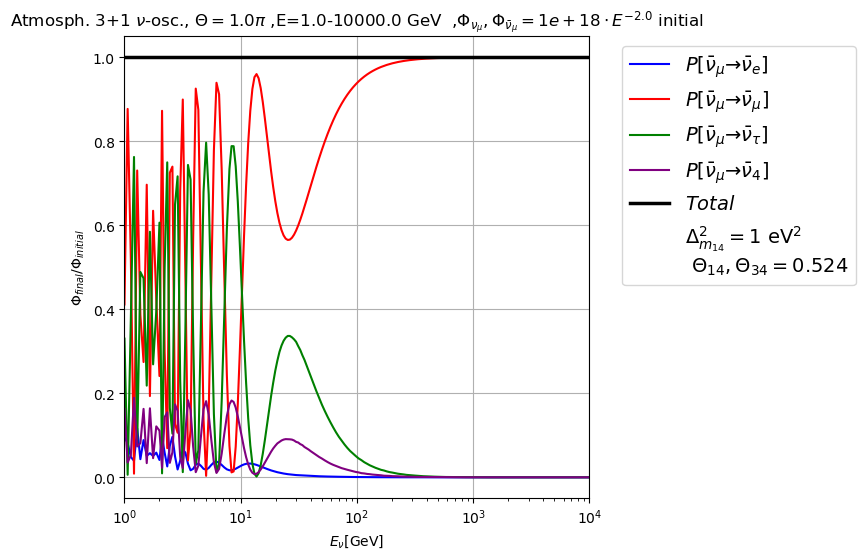 Atmosph. 3+1 ν-osc., Θ = 1.0π ,E=1.0-10000.0 GeV  ,Φ_{ν_μ}, Φ_{ν̄_μ} = 1e + 18 · E^{−2.0} initial
P[ν̄_μ→ν̄_e]
P[ν̄_μ→ν̄_μ]
P[ν̄_μ→ν̄_τ]
P[ν̄_μ→ν̄_4]
Total
Δ^2_{m_{14}} = 1 eV^2
Θ_{14}, Θ_{34} = 0.524
Φ_{final}/Φ_{initial}
1.0
0.8
0.6
0.4
0.2
0.0
10^0 10^1 10^2 10^3 10^4
E_ν[GeV]